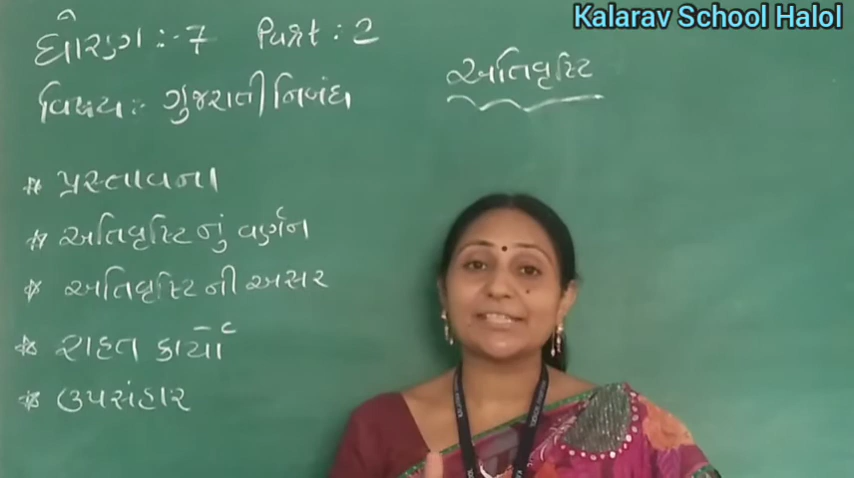 Kalarav School Halol
ધોરણ :- 7 Part : 2
વિષય :- ગુજરાતી નિબંધ
અતિવૃષ્ટિ
* પ્રસ્તાવના
* અતિવૃષ્ટિ નું વર્ણન
* અતિવૃષ્ટિ ની અસર
* રાહત કાર્યો
* ઉપસંહાર